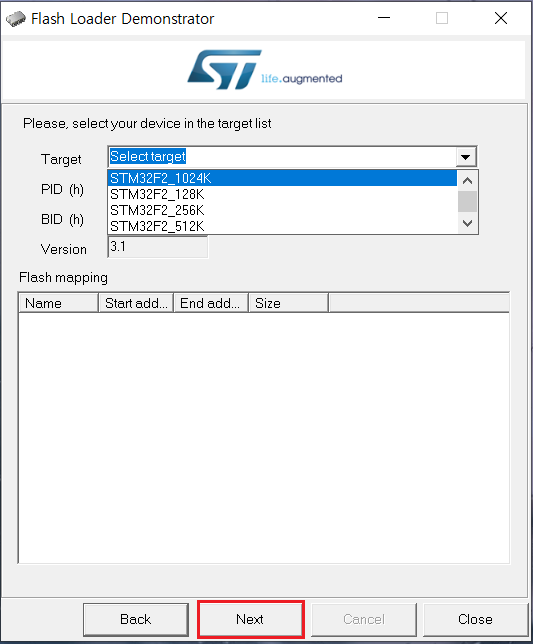 Flash Loader Demonstrator
ST life.augmented
Please, select your device in the target list
Target Select target
STM32F2_1024K
PID (h) STM32F2_128K
STM32F2_256K
BID (h) STM32F2_512K
Version 3.1
Flash mapping
Name Start add... End add... Size
Back Next Cancel Close